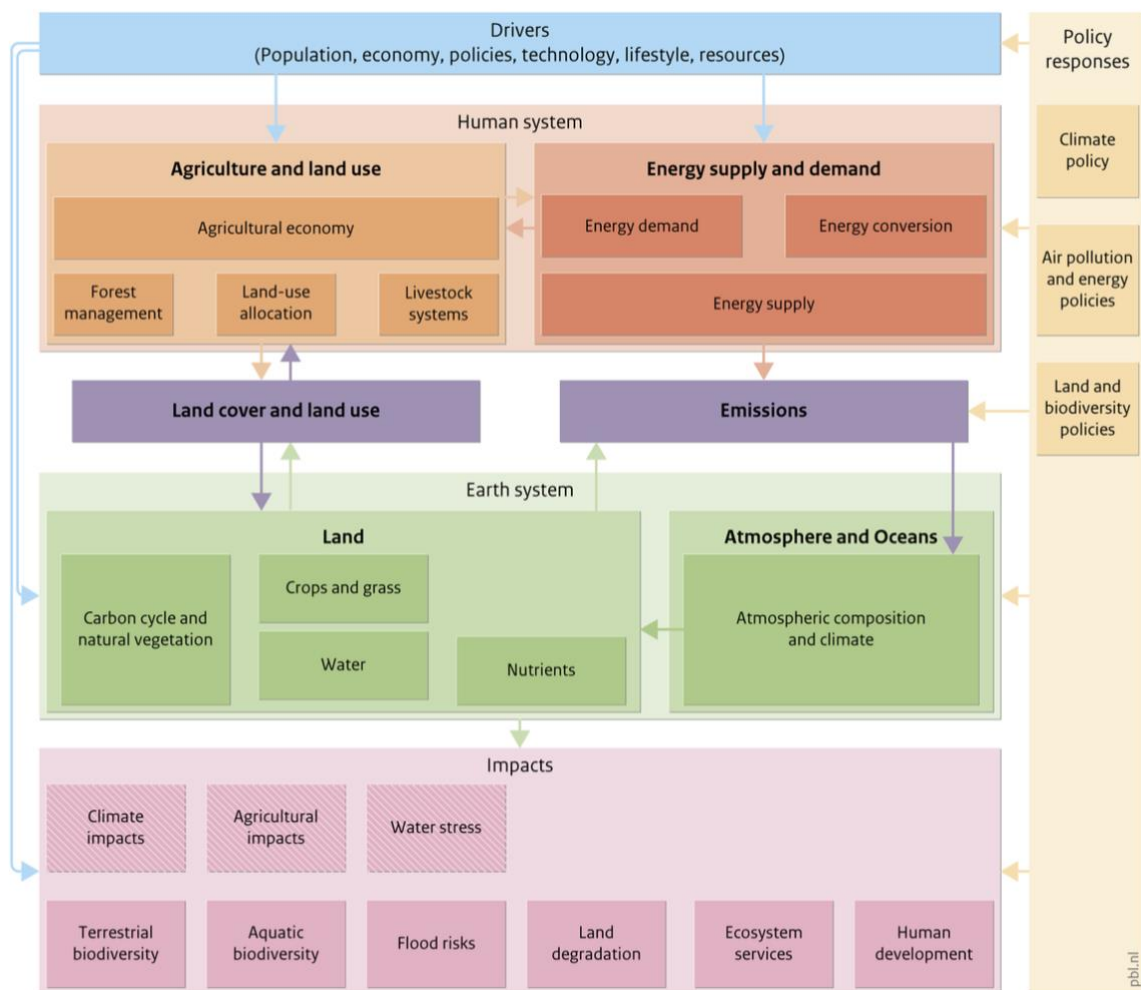 Drivers
(Population, economy, policies, technology, lifestyle, resources)
Policy
responses
Climate
policy
Air pollution
and energy
policies
Land and
biodiversity
policies
Human system
Agriculture and land use
Agricultural economy
Forest
management
Land-use
allocation
Livestock
systems
Energy supply and demand
Energy demand
Energy conversion
Energy supply
Land cover and land use
Emissions
Earth system
Land
Carbon cycle and
natural vegetation
Crops and grass
Water
Nutrients
Atmosphere and Oceans
Atmospheric composition
and climate
Impacts
Climate
impacts
Agricultural
impacts
Water stress
Terrestrial
biodiversity
Aquatic
biodiversity
Flood risks
Land
degradation
Ecosystem
services
Human
development
pbl.nl